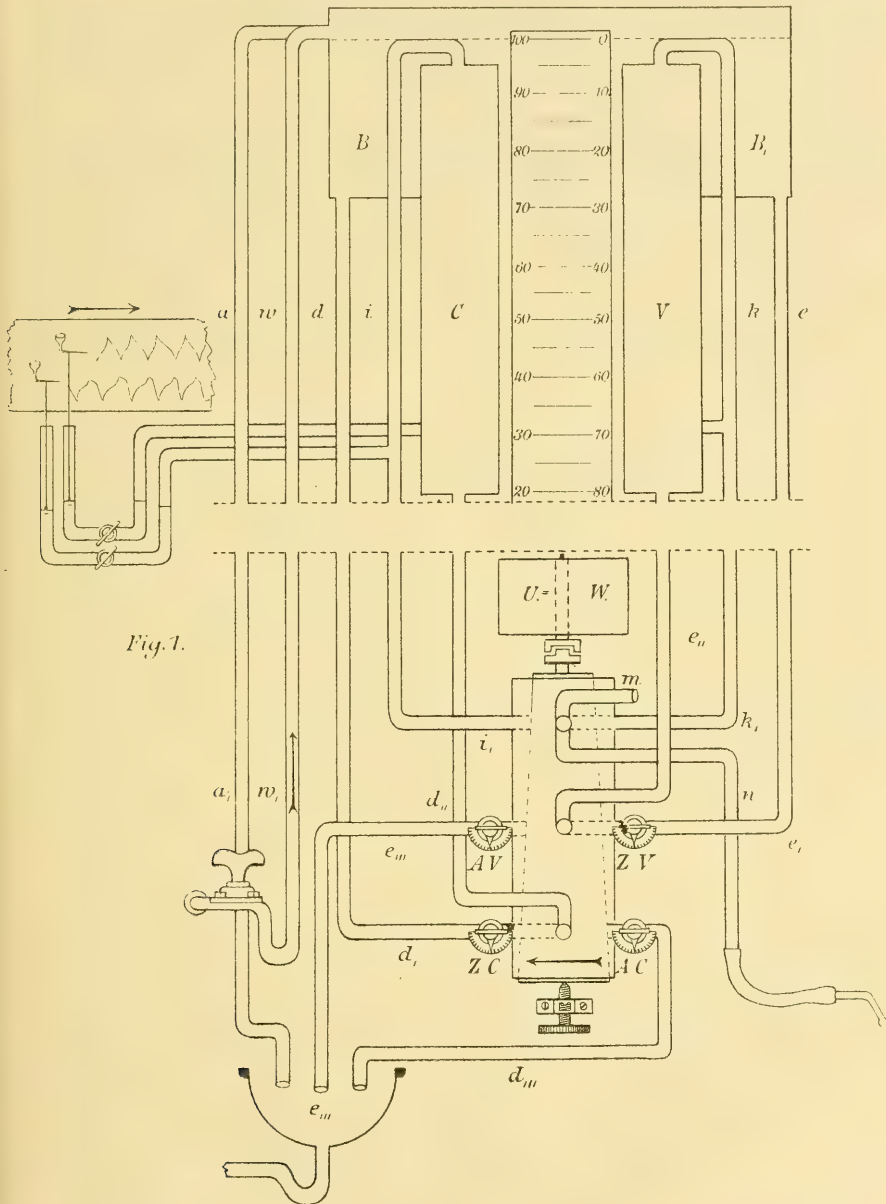 100 0
90 10
B B,
80 20
70 30
60 40
a w d i C V k e
50 50
40 60
30 70
20 80
U.= W.
Fig. 1.
e,,
m
i, k,
a, w, d,, n
e,,, A V Z V e,
d, Z C A C
d,,,
e,,,